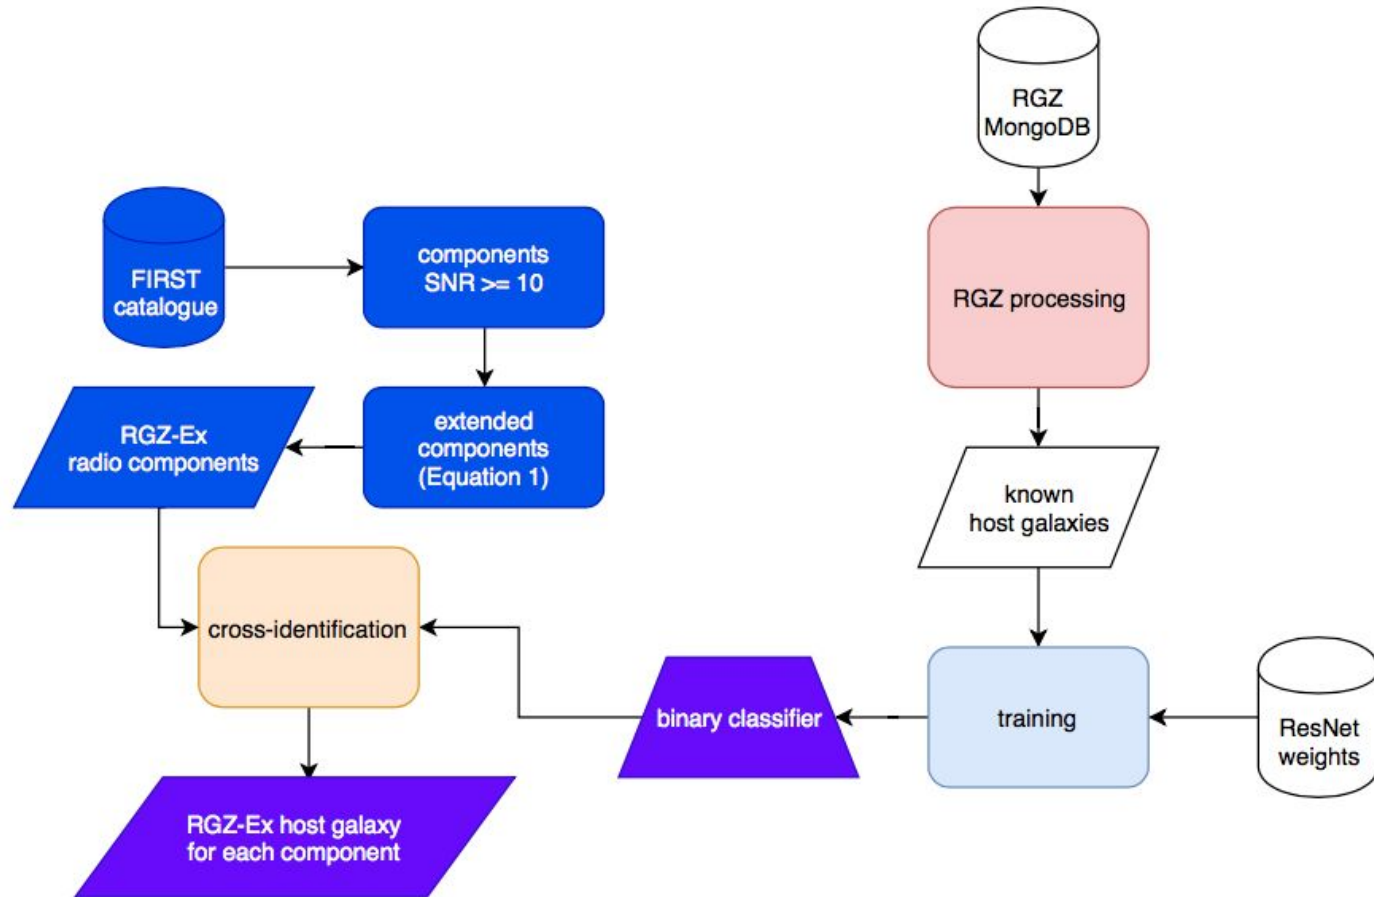 RGZ
MongoDB
FIRST
catalogue
components
SNR >= 10
RGZ processing
RGZ-Ex
radio components
extended
components
(Equation 1)
known
host galaxies
cross-identification
binary classifier
training
ResNet
weights
RGZ-Ex host galaxy
for each component